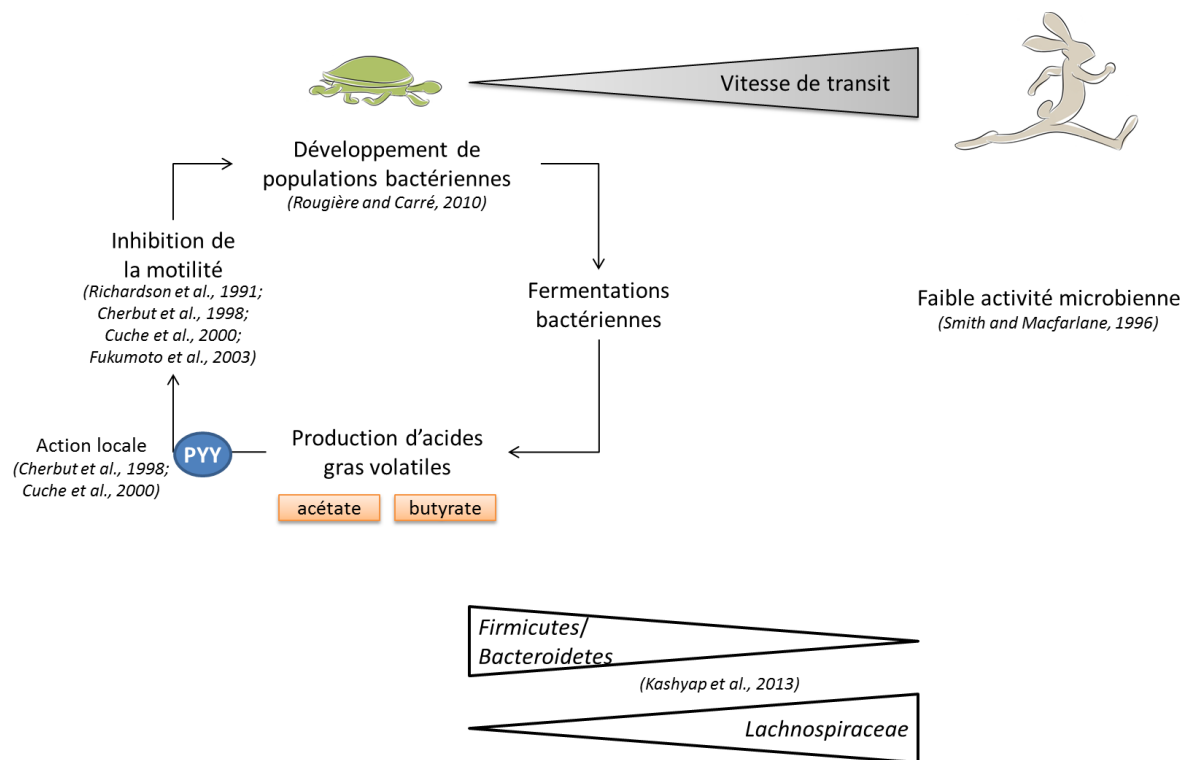 Vitesse de transit
Développement de
populations bactériennes
(Rougière and Carré, 2010)
Inhibition de
la motilité
(Richardson et al., 1991;
Cherbut et al., 1998;
Cuche et al., 2000;
Fukumoto et al., 2003)
Fermentations
bactériennes
Faible activité microbienne
(Smith and Macfarlane, 1996)
Action locale
(Cherbut et al., 1998;
Cuche et al., 2000)
PYY
Production d’acides
gras volatiles
acétate
butyrate
Firmicutes/
Bacteroidetes
(Kashyap et al., 2013)
Lachnospiraceae